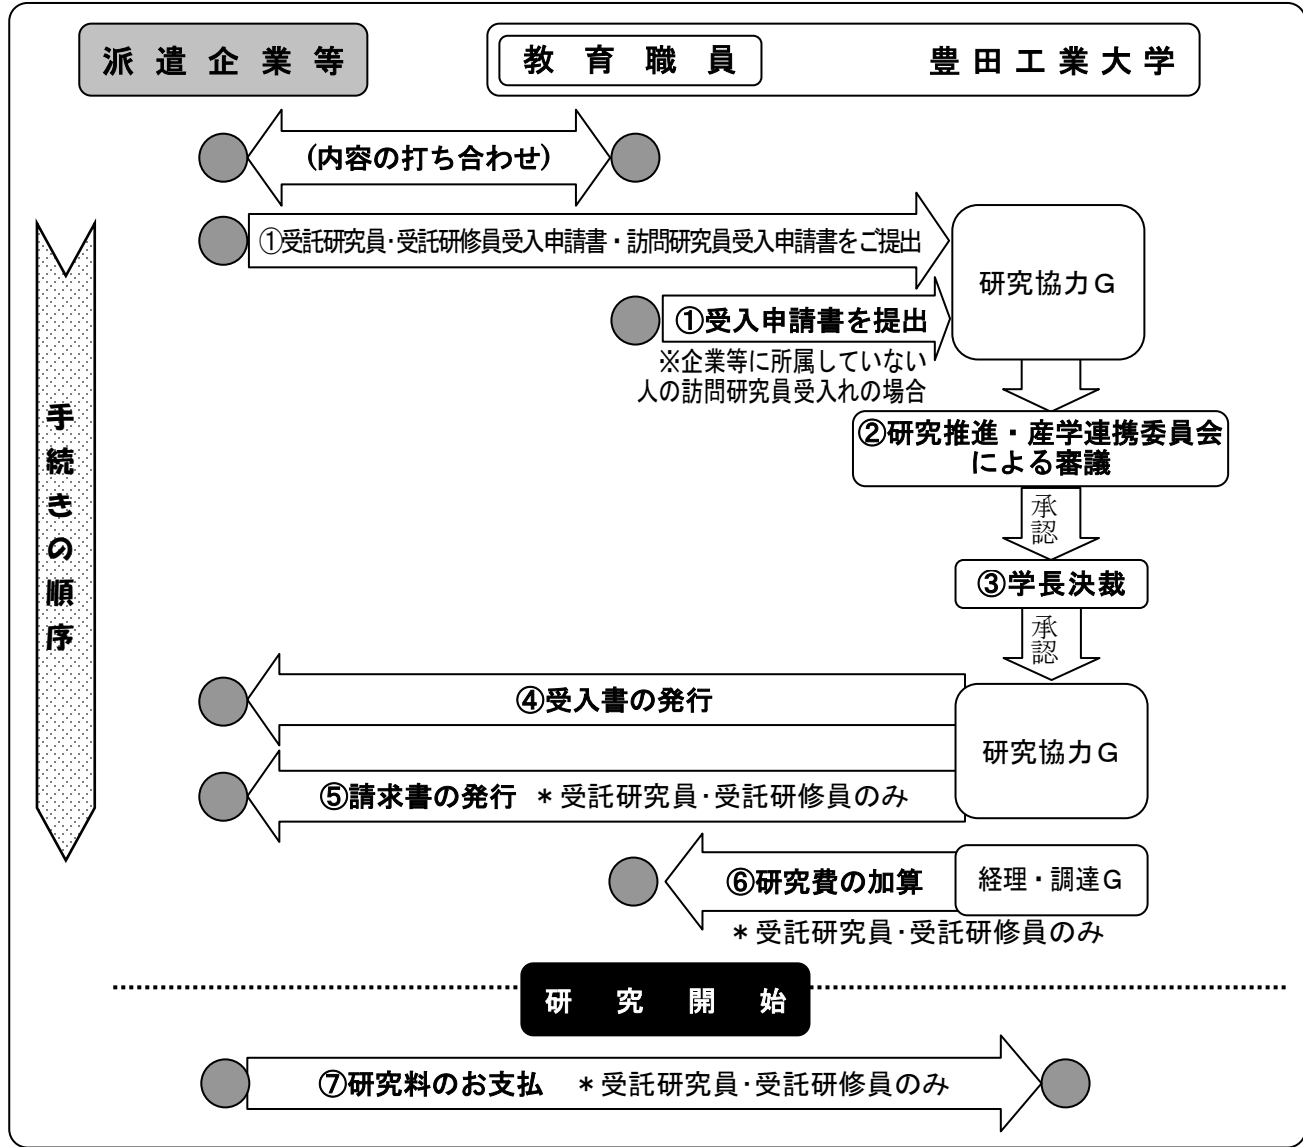 派遣企業等
教育職員
豊田工業大学
(内容の打ち合わせ)
①受託研究員･受託研修員受入申請書・訪問研究員受入申請書をご提出
研究協力Ｇ
①受入申請書を提出
※企業等に所属していない
人の訪問研究員受入れの場合
手続きの順序
②研究推進・産学連携委員会
による審議
承認
③学長決裁
承認
④受入書の発行
研究協力Ｇ
⑤請求書の発行 ＊受託研究員･受託研修員のみ
⑥研究費の加算
経理・調達Ｇ
＊受託研究員･受託研修員のみ
研究開始
⑦研究料のお支払 ＊受託研究員･受託研修員のみ